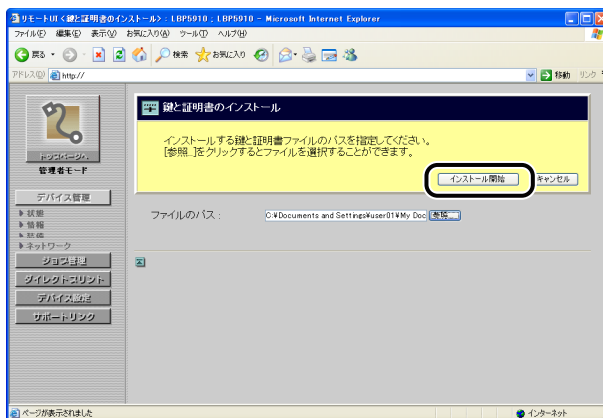 リモートUI <鍵と証明書のインストール> : LBP5910 ; LBP5910 - Microsoft Internet Explorer
ファイル(F) 編集(E) 表示(V) お気に入り(A) ツール(T) ヘルプ(H)
戻る 検索 お気に入り
アドレス(D) http:// 移動 リンク
鍵と証明書のインストール
インストールする鍵と証明書ファイルのパスを指定してください。
[参照...]をクリックするとファイルを選択することができます。
インストール開始 キャンセル
ファイルのパス : C:¥Documents and Settings¥user01¥My Doc 参照...
トップページへ
管理者モード
デバイス管理
状態
情報
ネットワーク
ジョブ管理
ダイレクトプリント
デバイス設定
サポートリンク
ページが表示されました インターネット